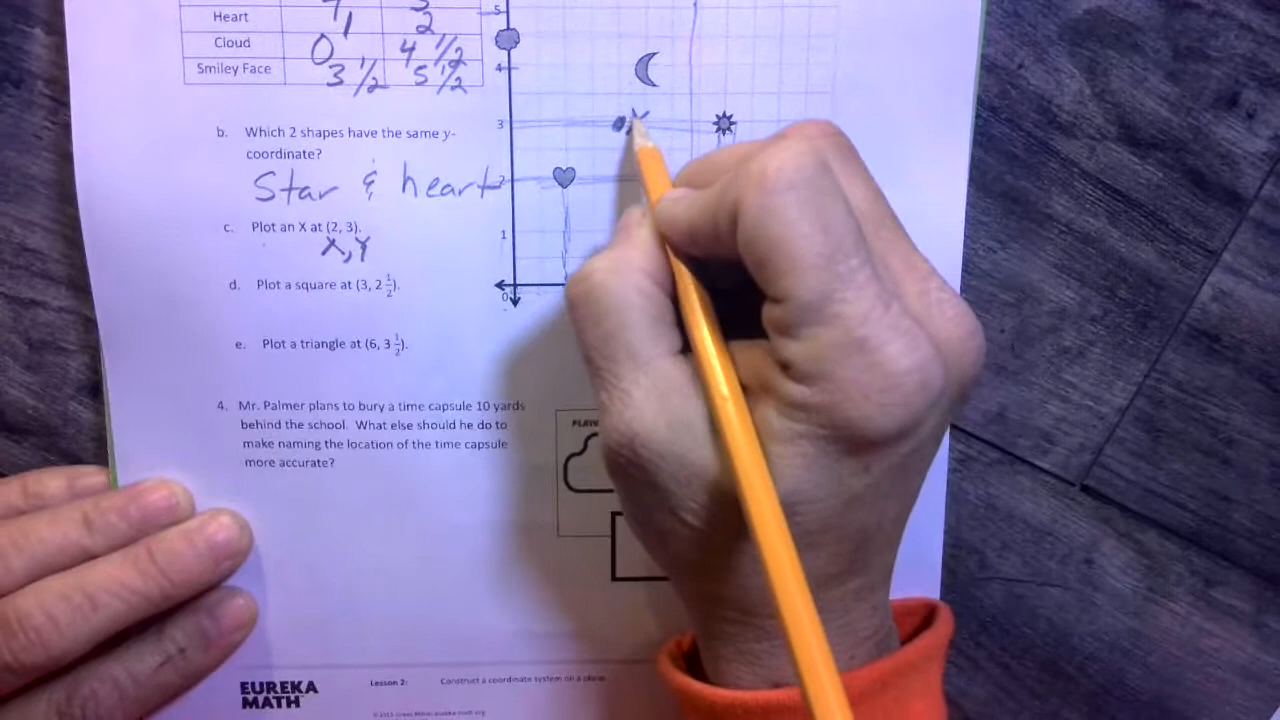 5
Heart 1 2
Cloud 0 4 1/2
Smiley Face 3 1/2 5 1/2
4
3
2
1
0
b. Which 2 shapes have the same y-
coordinate?
Star & heart
c. Plot an X at (2, 3).
X, Y
d. Plot a square at (3, 2 1/2).
e. Plot a triangle at (6, 3 1/2).
4. Mr. Palmer plans to bury a time capsule 10 yards
behind the school. What else should he do to
make naming the location of the time capsule
more accurate?
EUREKA
MATH
Lesson 2: Construct a coordinate system on a plane.